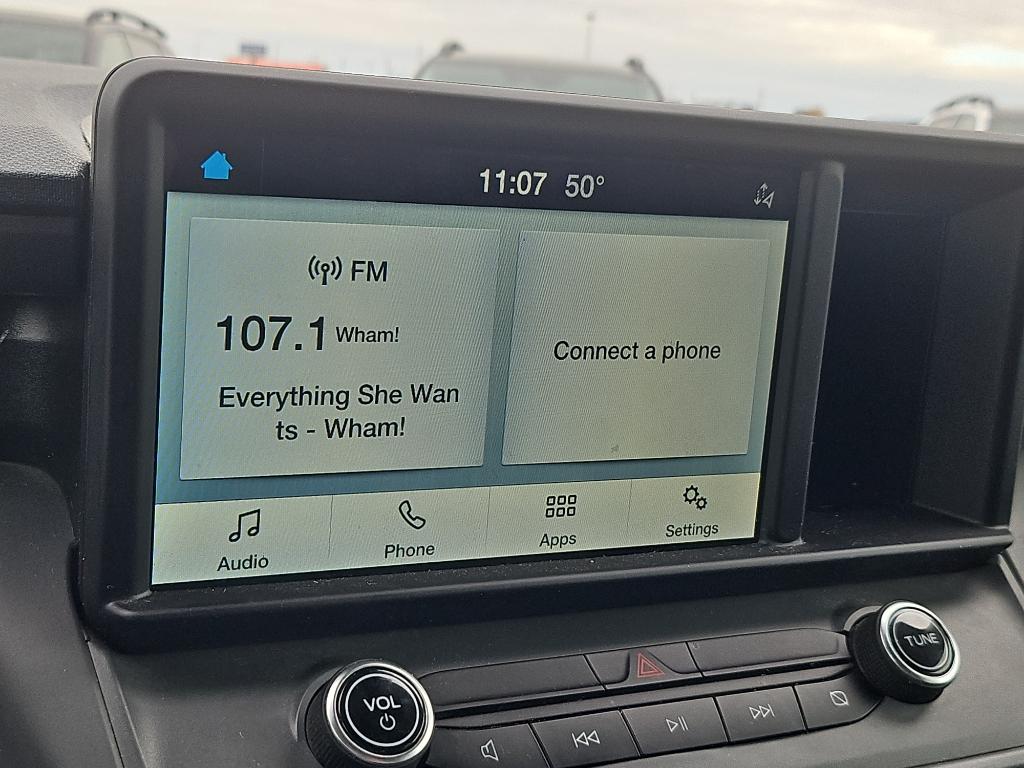 11:07 50°
FM
107.1 Wham!
Everything She Wan
ts - Wham!
Connect a phone
Audio
Phone
Apps
Settings
VOL
TUNE